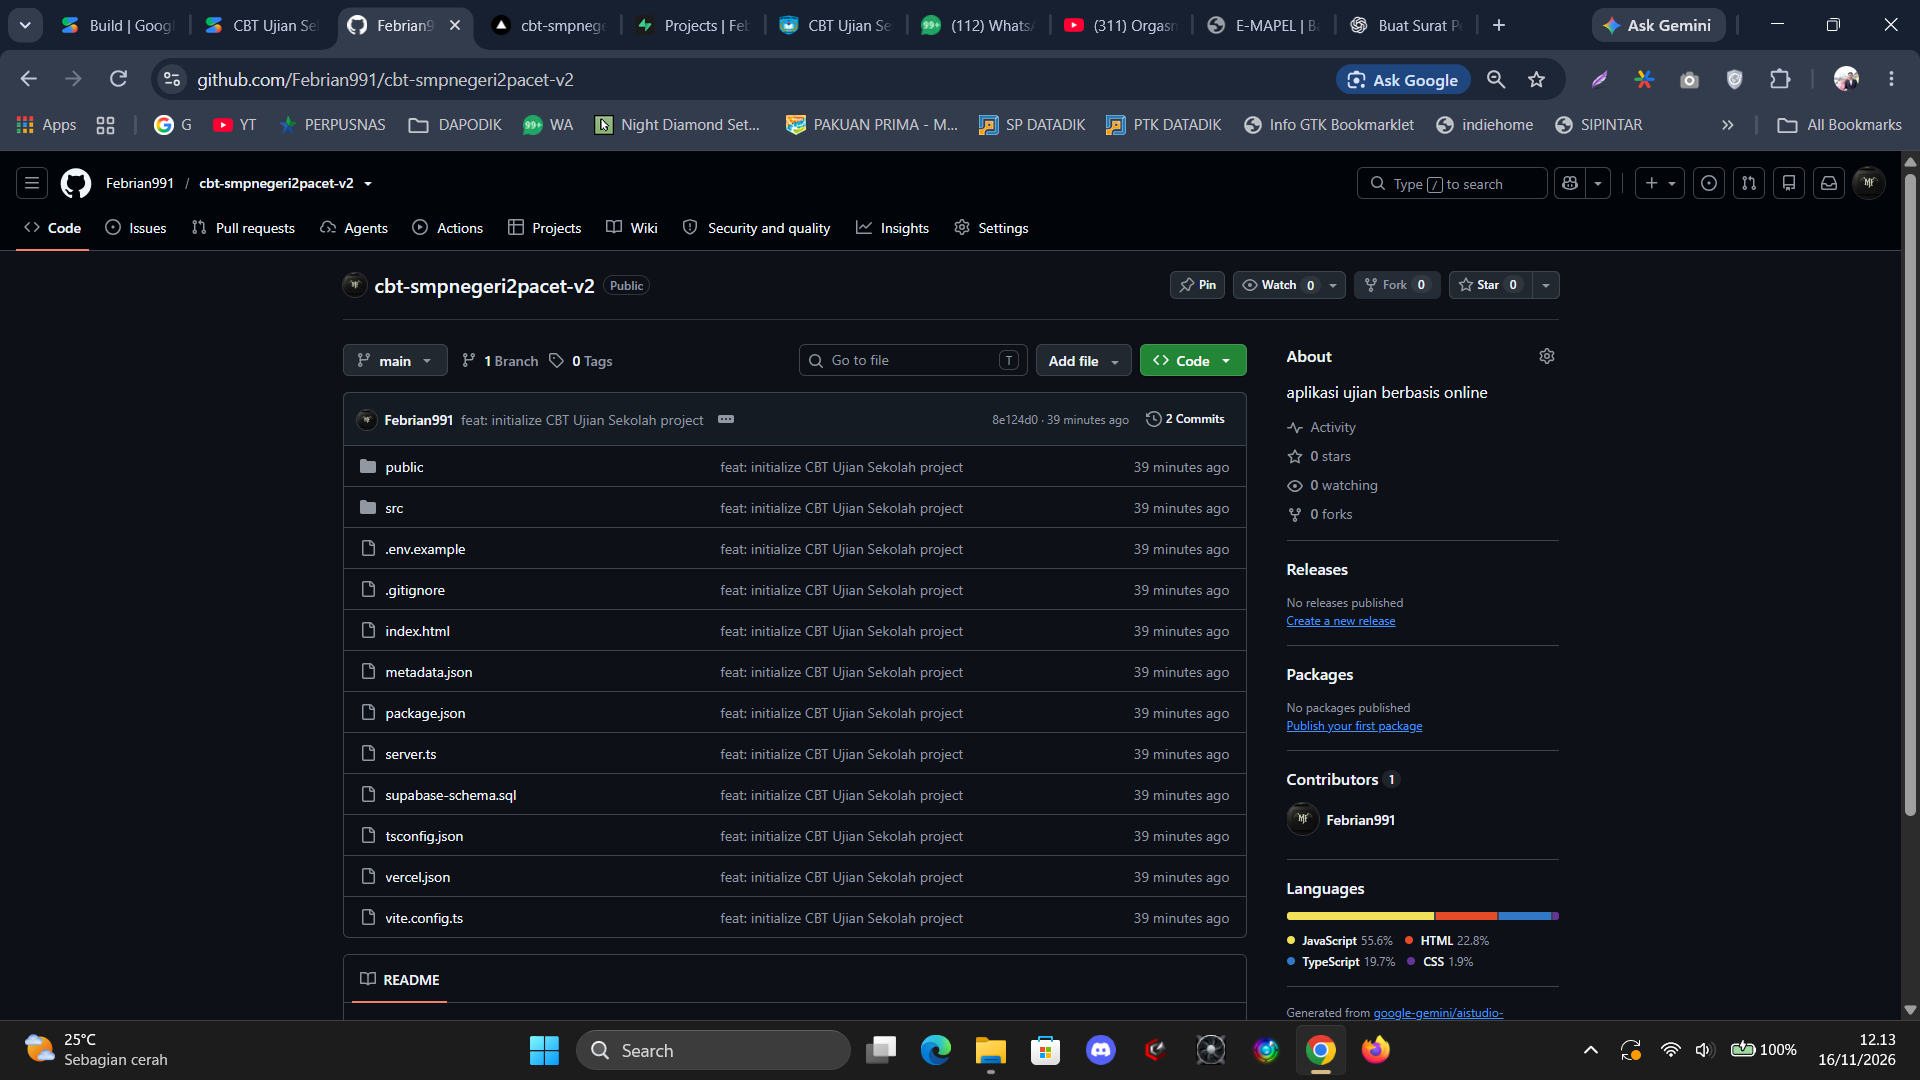 Build | Goog
CBT Ujian Se
Febrian9
cbt-smpnege
Projects | Feb
CBT Ujian Se
(112) Whats
(311) Orgasm
E-MAPEL | B
Buat Surat P
Ask Gemini
github.com/Febrian991/cbt-smpnegeri2pacet-v2
Ask Google
Apps
G
YT
PERPUSNAS
DAPODIK
99+ WA
Night Diamond Set...
PAKUAN PRIMA - M...
SP DATADIK
PTK DATADIK
Info GTK Bookmarklet
indiehome
SIPINTAR
All Bookmarks
Febrian991 / cbt-smpnegeri2pacet-v2
Type / to search
Code
Issues
Pull requests
Agents
Actions
Projects
Wiki
Security and quality
Insights
Settings
cbt-smpnegeri2pacet-v2 Public
Pin
Watch 0
Fork 0
Star 0
main
1 Branch
0 Tags
Go to file T
Add file
Code
Febrian991 feat: initialize CBT Ujian Sekolah project 8e124d0 · 39 minutes ago 2 Commits
public feat: initialize CBT Ujian Sekolah project 39 minutes ago
src feat: initialize CBT Ujian Sekolah project 39 minutes ago
.env.example feat: initialize CBT Ujian Sekolah project 39 minutes ago
.gitignore feat: initialize CBT Ujian Sekolah project 39 minutes ago
index.html feat: initialize CBT Ujian Sekolah project 39 minutes ago
metadata.json feat: initialize CBT Ujian Sekolah project 39 minutes ago
package.json feat: initialize CBT Ujian Sekolah project 39 minutes ago
server.ts feat: initialize CBT Ujian Sekolah project 39 minutes ago
supabase-schema.sql feat: initialize CBT Ujian Sekolah project 39 minutes ago
tsconfig.json feat: initialize CBT Ujian Sekolah project 39 minutes ago
vercel.json feat: initialize CBT Ujian Sekolah project 39 minutes ago
vite.config.ts feat: initialize CBT Ujian Sekolah project 39 minutes ago
README
About
aplikasi ujian berbasis online
Activity
0 stars
0 watching
0 forks
Releases
No releases published
Create a new release
Packages
No packages published
Publish your first package
Contributors 1
Febrian991
Languages
JavaScript 55.6% HTML 22.8%
TypeScript 19.7% CSS 1.9%
Generated from google-gemini/aistudio-
25°C
Sebagian cerah
Search
100%
12.13
16/11/2026